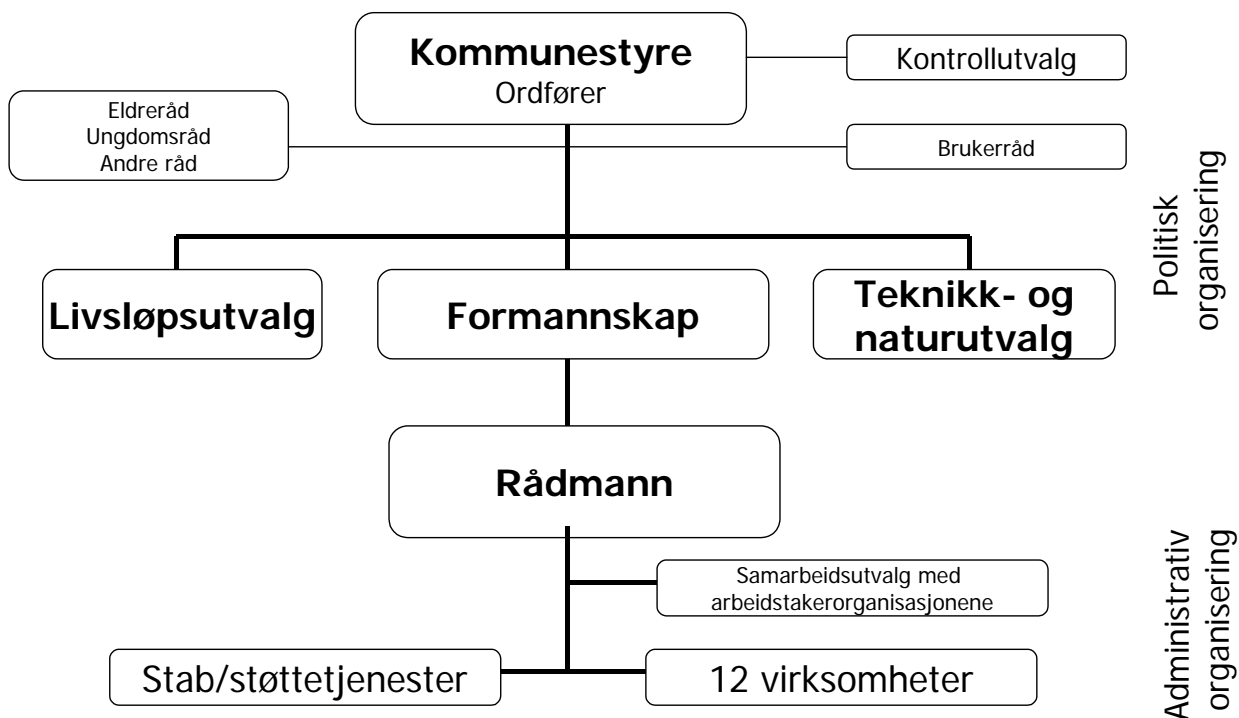 Kommunestyre
Ordfører
Kontrollutvalg
Eldreråd
Ungdomsråd
Andre råd
Brukerråd
Politisk
organisering
Livsløpsutvalg
Formannskap
Teknikk- og
naturutvalg
Rådmann
Samarbeidsutvalg med
arbeidstakerorganisasjonene
Administrativ
organisering
Stab/støttetjenester
12 virksomheter